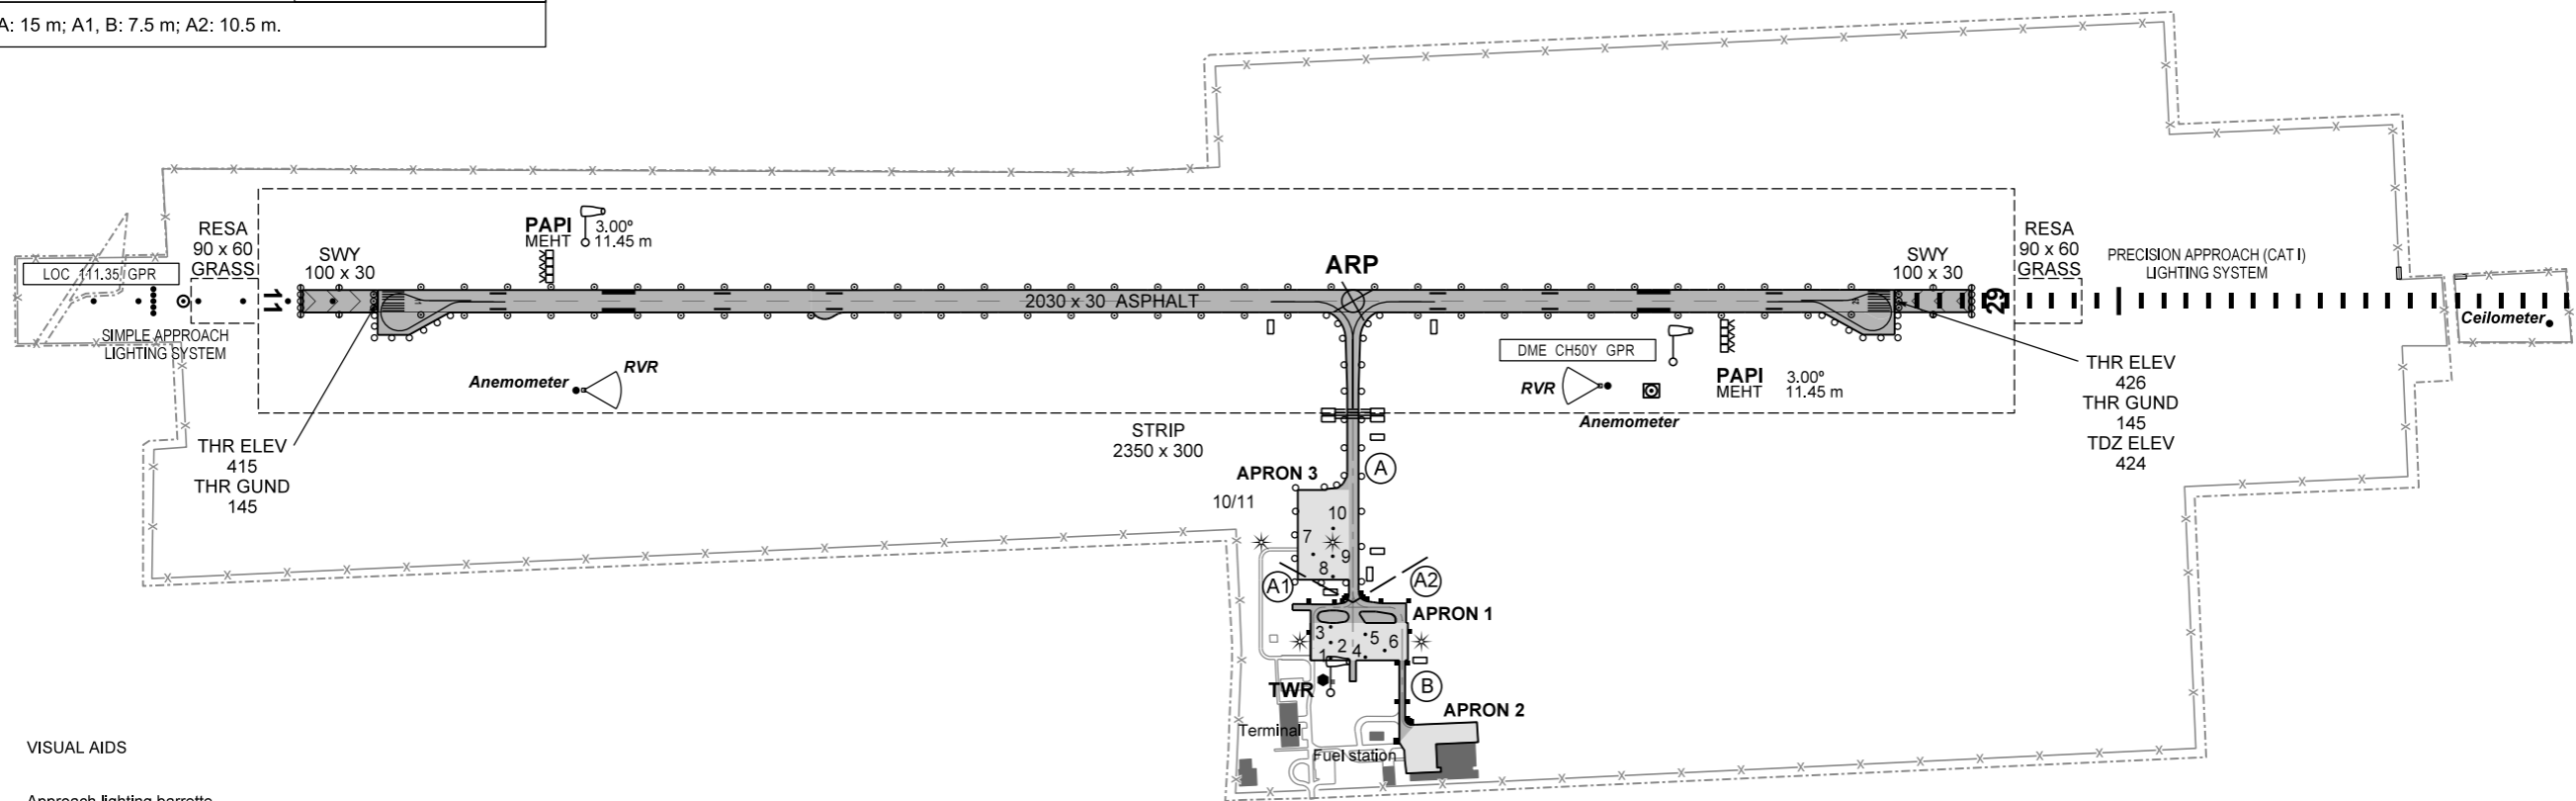 A: 15 m; A1, B: 7.5 m; A2: 10.5 m.
RESA
90 x 60
GRASS
SWY
100 x 30
PAPI 3.00º
MEHT 11.45 m
LOC 111.35 GPR
11
SIMPLE APPROACH
LIGHTING SYSTEM
2030 x 30 ASPHALT
ARP
SWY
100 x 30
29
RESA
90 x 60
GRASS
PRECISION APPROACH (CAT I)
LIGHTING SYSTEM
Ceilometer
Anemometer
RVR
DME CH50Y GPR
RVR
Anemometer
PAPI 3.00º
MEHT 11.45 m
THR ELEV
415
THR GUND
145
THR ELEV
426
THR GUND
145
TDZ ELEV
424
STRIP
2350 x 300
APRON 3
10/11
A
10
7
9
8
A1
A2
APRON 1
3
5
2
6
1
4
TWR
B
APRON 2
Terminal
Fuel station
VISUAL AIDS